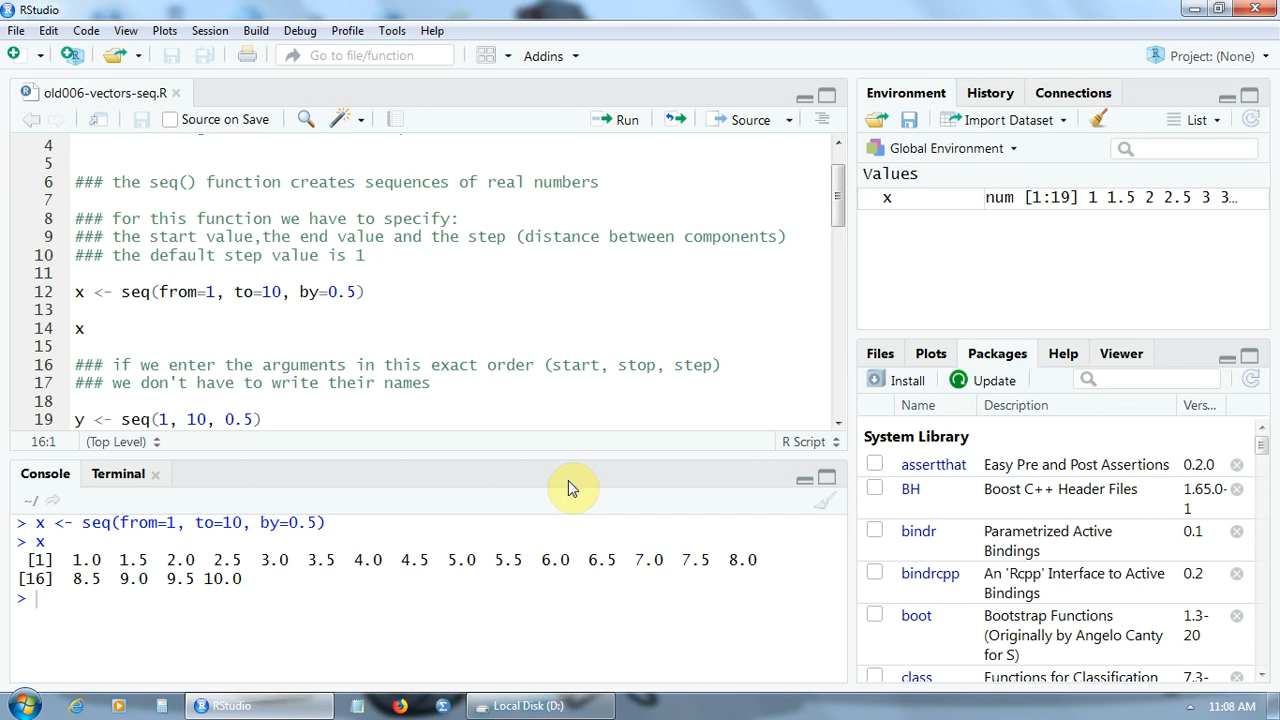 RStudio
File Edit Code View Plots Session Build Debug Profile Tools Help
Go to file/function Addins Project: (None)
old006-vectors-seq.R
Source on Save Run Source
4
5
6 ### the seq() function creates sequences of real numbers
7
8 ### for this function we have to specify:
9 ### the start value,the end value and the step (distance between components)
10 ### the default step value is 1
11
12 x <- seq(from=1, to=10, by=0.5)
13
14 x
15
16 ### if we enter the arguments in this exact order (start, stop, step)
17 ### we don't have to write their names
18
19 y <- seq(1, 10, 0.5)
16:1 (Top Level) R Script
Console Terminal
~/
> x <- seq(from=1, to=10, by=0.5)
> x
[1] 1.0 1.5 2.0 2.5 3.0 3.5 4.0 4.5 5.0 5.5 6.0 6.5 7.0 7.5 8.0
[16] 8.5 9.0 9.5 10.0
>
Environment History Connections
Import Dataset List
Global Environment
Values
x num [1:19] 1 1.5 2 2.5 3 3…
Files Plots Packages Help Viewer
Install Update
Name Description Vers...
System Library
assertthat Easy Pre and Post Assertions 0.2.0
BH Boost C++ Header Files 1.65.0-
1
bindr Parametrized Active 0.1
Bindings
bindrcpp An 'Rcpp' Interface to Active 0.2
Bindings
boot Bootstrap Functions 1.3-
(Originally by Angelo Canty 20
for S)
class Functions for Classification 7.3-
RStudio Local Disk (D:) 11:08 AM